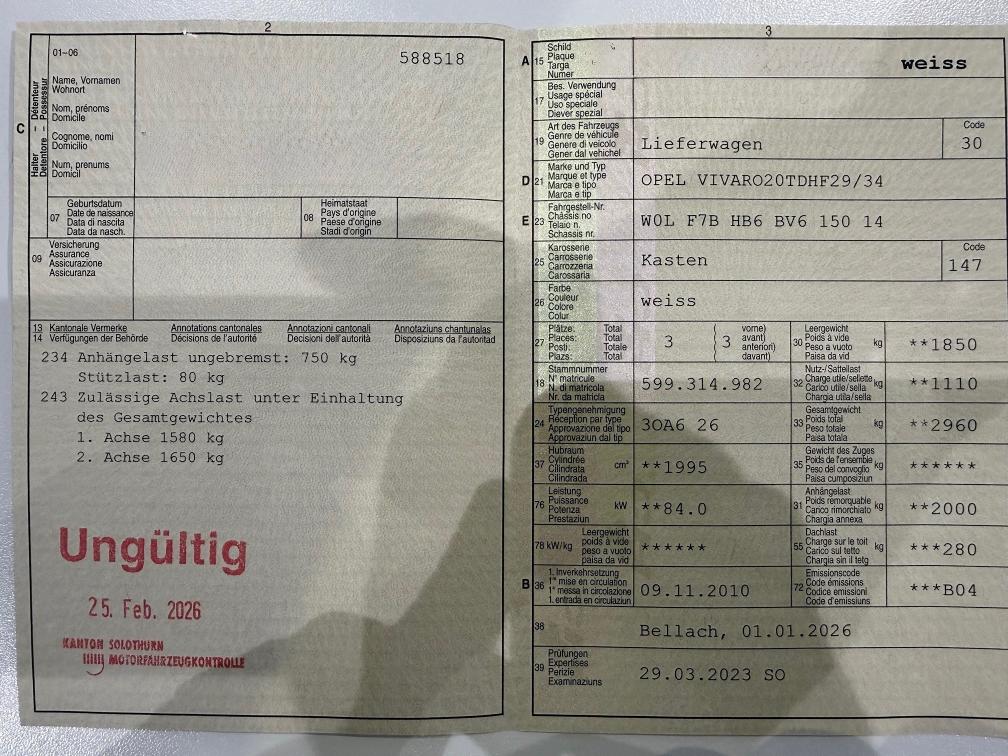 2
01–06
588518
C
Halter – Détenteur
Detentore – Possessur
Name, Vornamen
Wohnort
Nom, prénoms
Domicile
Cognome, nomi
Domicilio
Num, prenums
Domicil
07
Geburtsdatum
Date de naissance
Data di nascita
Data da nasch.
08
Heimatstaat
Pays d'origine
Paese d'origine
Stadi d'origin
09
Versicherung
Assurance
Assicurazione
Assicuranza
13 Kantonale Vermerke Annotations cantonales Annotazioni cantonali Annotaziuns chantunalas
14 Verfügungen der Behörde Décisions de l'autorité Decisioni dell'autorità Disposiziuns da l'autoritad
234 Anhängelast ungebremst: 750 kg
Stützlast: 80 kg
243 Zulässige Achslast unter Einhaltung
des Gesamtgewichtes
1. Achse 1580 kg
2. Achse 1650 kg
Ungültig
25. Feb. 2026
KANTON SOLOTHURN
MOTORFAHRZEUGKONTROLLE
3
A 15
Schild
Plaque
Targa
Numer
weiss
17
Bes. Verwendung
Usage spécial
Uso speciale
Diever spezial
19
Art des Fahrzeugs
Genre de véhicule
Genere di veicolo
Gener dal vehichel
Lieferwagen
Code
30
D 21
Marke und Typ
Marque et type
Marca e tipo
Marca e tip
OPEL VIVARO20TDHF29/34
E 23
Fahrgestell-Nr.
Châssis no
Telaio n.
Schassis nr.
W0L F7B HB6 BV6 150 14
25
Karosserie
Carrosserie
Carrozzeria
Carossaria
Kasten
Code
147
26
Farbe
Couleur
Colore
Colur
weiss
27
Plätze: Total
Places: Total
Posti: Totale
Plazs: Total
3
3
vorne)
avant)
anteriori)
davant)
30
Leergewicht
Poids à vide
Peso a vuoto
Paisa da vid
kg
**1850
18
Stammnummer
N° matricule
N. di matricola
Nr. da matricla
599.314.982
32
Nutz-/Sattellast
Charge utile/sellette
Carico utile/sella
Chargia utila/sella
kg
**1110
24
Typengenehmigung
Réception par type
Approvazione del tipo
Approvaziun dal tip
3OA6 26
33
Gesamtgewicht
Poids total
Peso totale
Paisa totala
kg
**2960
37
Hubraum
Cylindrée
Cilindrata
Cilindrada
cm³
**1995
35
Gewicht des Zuges
Poids de l'ensemble
Peso del convoglio
Paisa cumposiziun
kg
******
76
Leistung
Puissance
Potenza
Prestaziun
kW
**84.0
31
Anhängelast
Poids remorquable
Carico rimorchiato
Chargia annexa
kg
**2000
78 kW/kg
Leergewicht
poids à vide
peso a vuoto
paisa da vid
******
55
Dachlast
Charge sur le toit
Carico sul tetto
Chargia sin il tetg
kg
***280
B 36
1. Inverkehrsetzung
1re mise en circulation
1a messa in circolazione
1. entrada en circulaziun
09.11.2010
72
Emissionscode
Code émissions
Codice emissioni
Code d'emissiuns
***B04
38
Bellach, 01.01.2026
39
Prüfungen
Expertises
Perizie
Examinaziuns
29.03.2023 SO